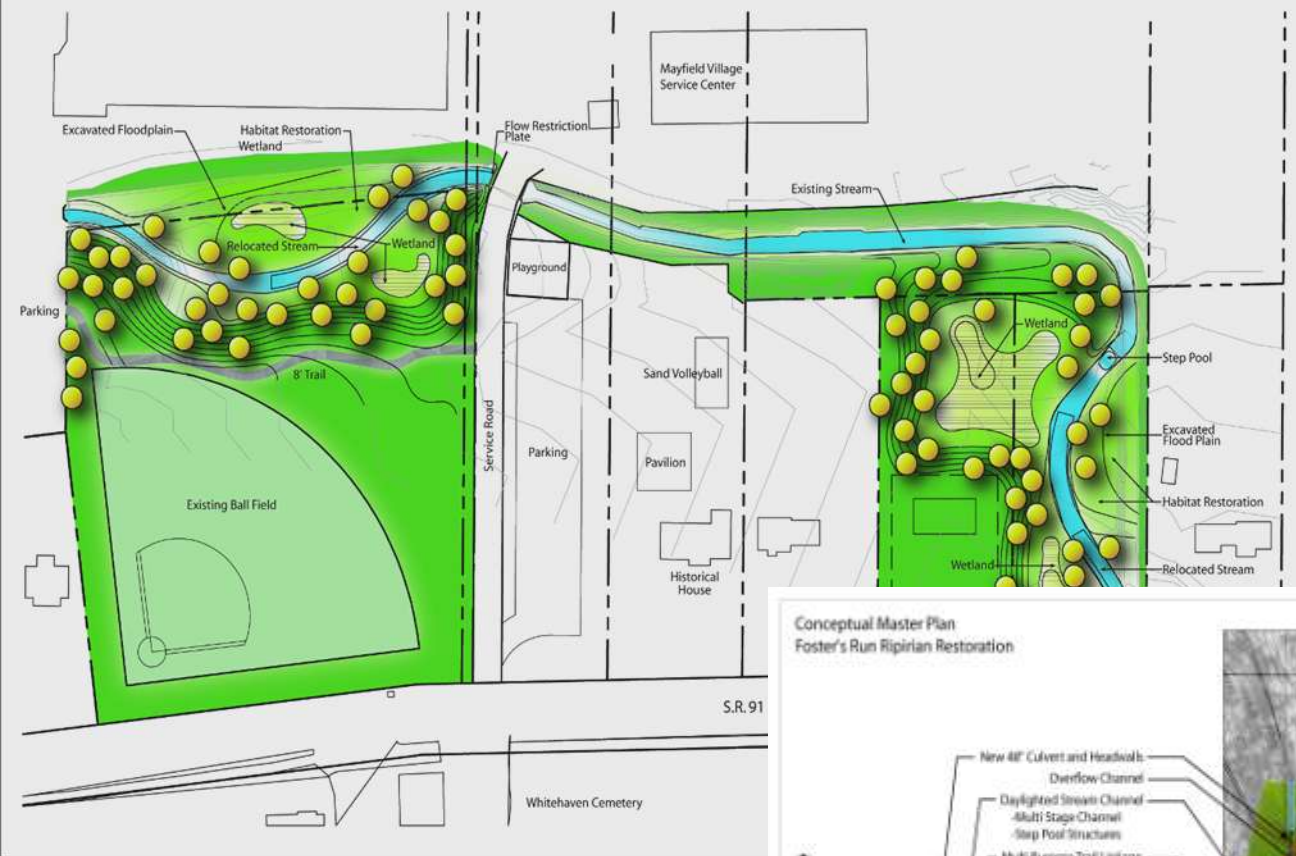 Mayfield Village
Service Center
Excavated Floodplain
Habitat Restoration
Wetland
Flow Restriction
Plate
Existing Stream
Relocated Stream
Wetland
Playground
Parking
Wetland
Step Pool
8' Trail
Sand Volleyball
Excavated
Flood Plain
Service Road
Parking
Pavilion
Existing Ball Field
Habitat Restoration
Historical
House
Wetland
Relocated Stream
S.R. 91
Whitehaven Cemetery
Conceptual Master Plan
Foster's Run Ripirian Restoration
New 48" Culvert and Headwalls
Overflow Channel
Daylighted Stream Channel
-Multi Stage Channel
-Step Pool Structures